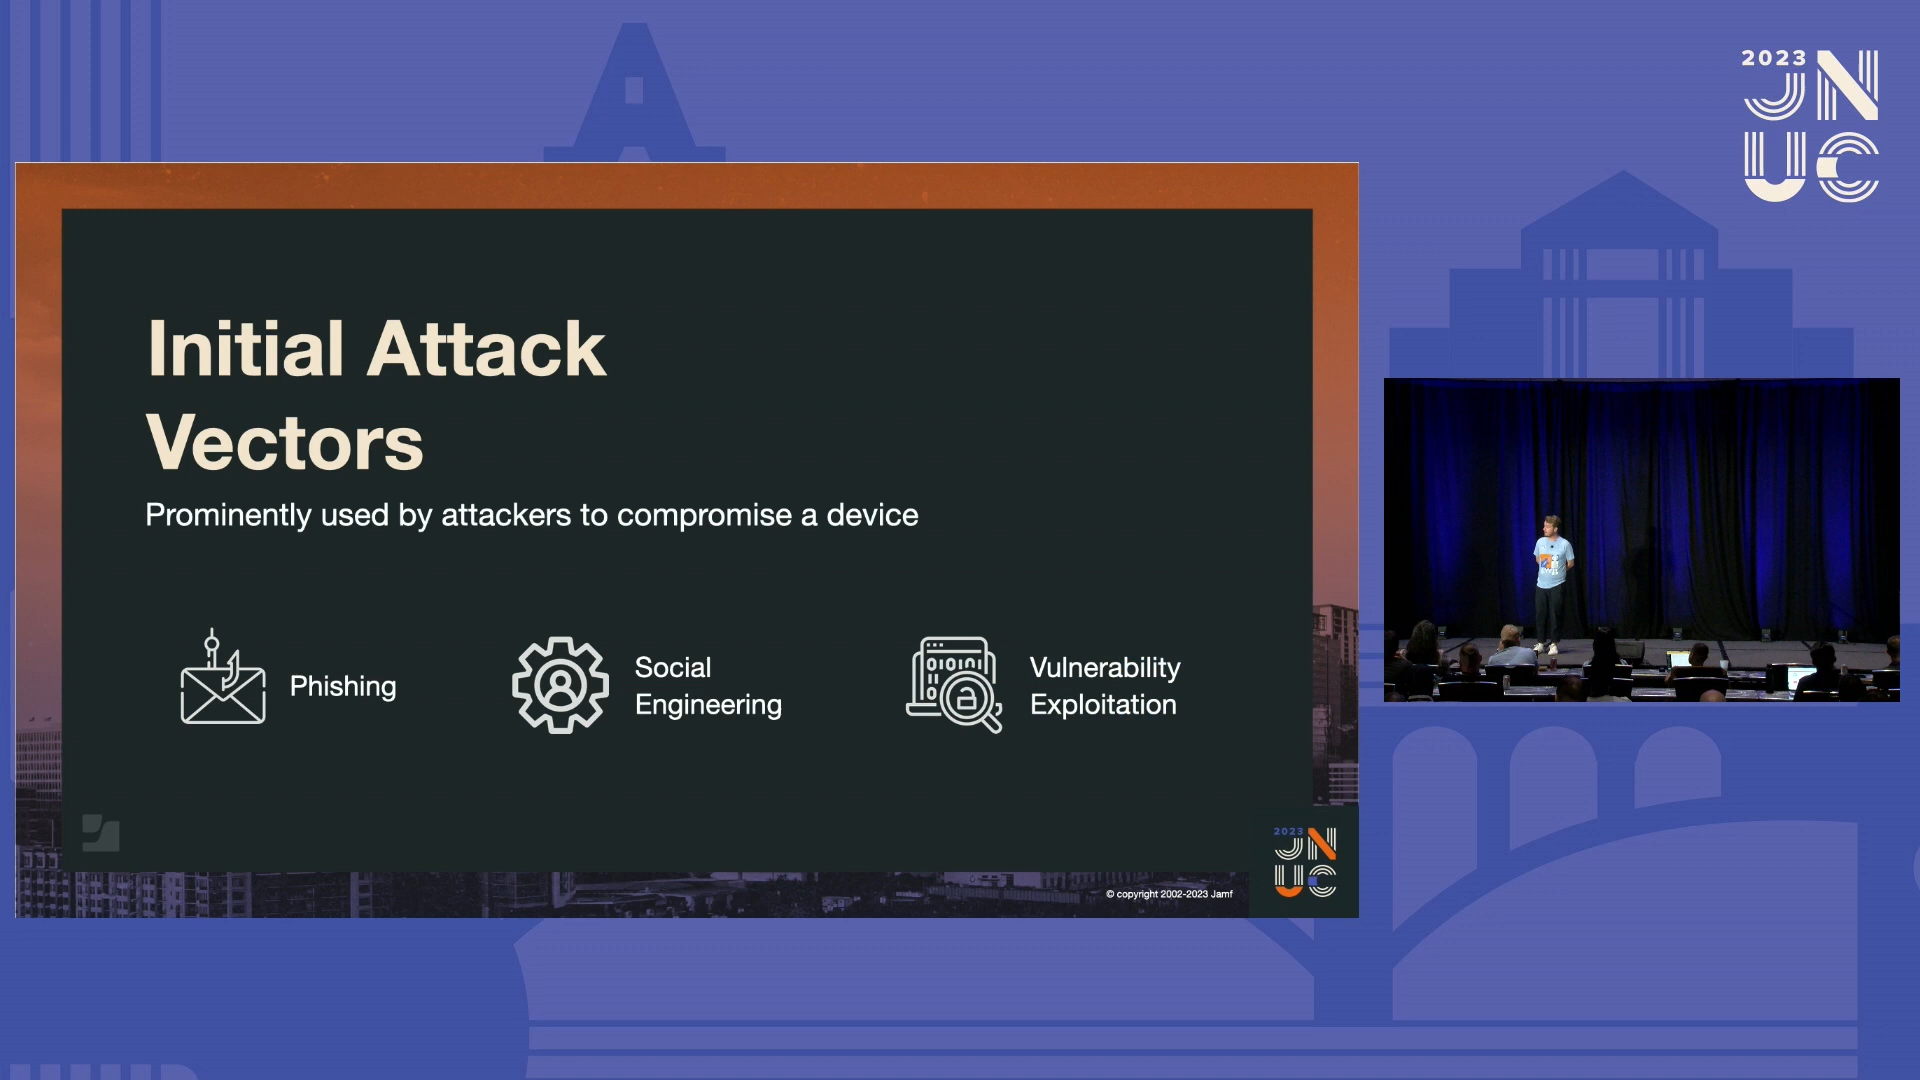 2023
JN
UC
Initial Attack
Vectors
Prominently used by attackers to compromise a device
Phishing
Social
Engineering
Vulnerability
Exploitation
2023
JN
UC
© copyright 2002-2023 Jamf